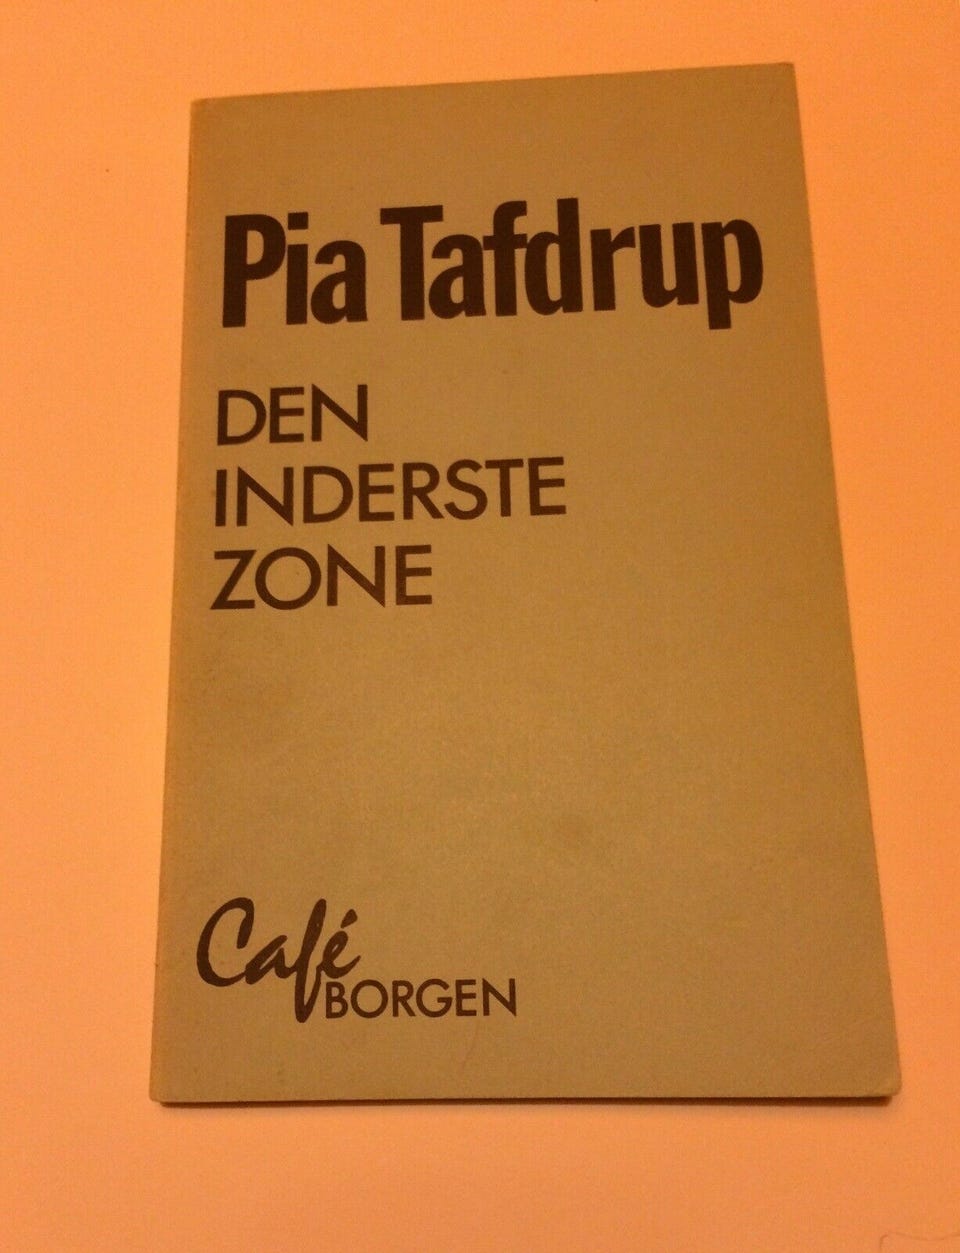 Pia Tafdrup
DEN
INDERSTE
ZONE
Café
BORGEN